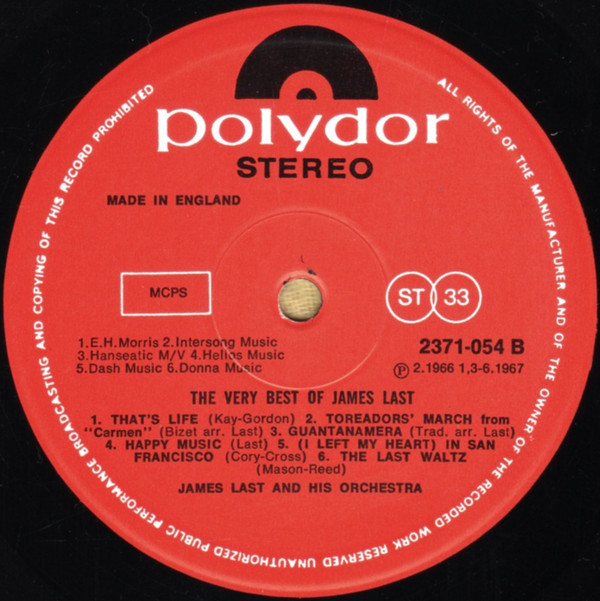 polydor
STEREO
MADE IN ENGLAND
MCPS
ST 33
1.E.H.Morris 2.Intersong Music
3.Hanseatic M/V 4.Helios Music
5.Dash Music 6.Donna Music
2371-054 B
Ⓟ 2.1966 1,3-6.1967
THE VERY BEST OF JAMES LAST
1. THAT'S LIFE (Kay-Gordon) 2. TOREADORS' MARCH from
"Carmen" (Bizet arr. Last) 3. GUANTANAMERA (Trad. arr. Last)
4. HAPPY MUSIC (Last) 5. (I LEFT MY HEART) IN SAN
FRANCISCO (Cory-Cross) 6. THE LAST WALTZ
(Mason-Reed)
JAMES LAST AND HIS ORCHESTRA
ALL RIGHTS OF THE MANUFACTURER AND OF THE OWNER OF THE RECORDED WORK RESERVED UNAUTHORIZED PUBLIC PERFORMANCE BROADCASTING AND COPYING OF THIS RECORD PROHIBITED